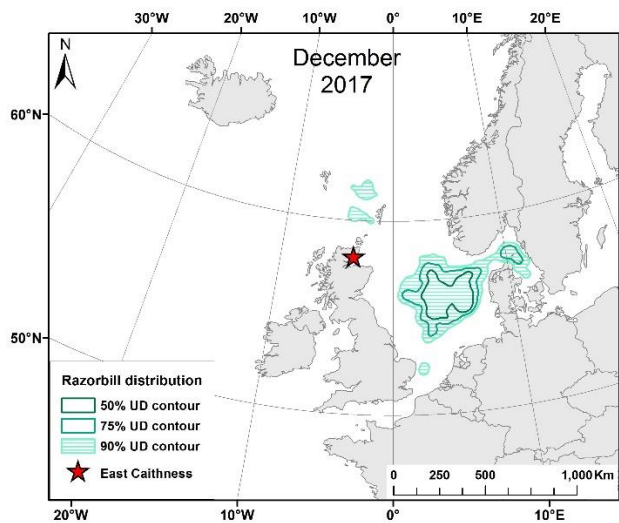 30°W 20°W 10°W 0° 10°E 20°E 30°E
N
December
2017
60°N
50°N
Razorbill distribution
50% UD contour
75% UD contour
90% UD contour
East Caithness
0 250 500 1,000 Km
20°W 10°W 0° 10°E